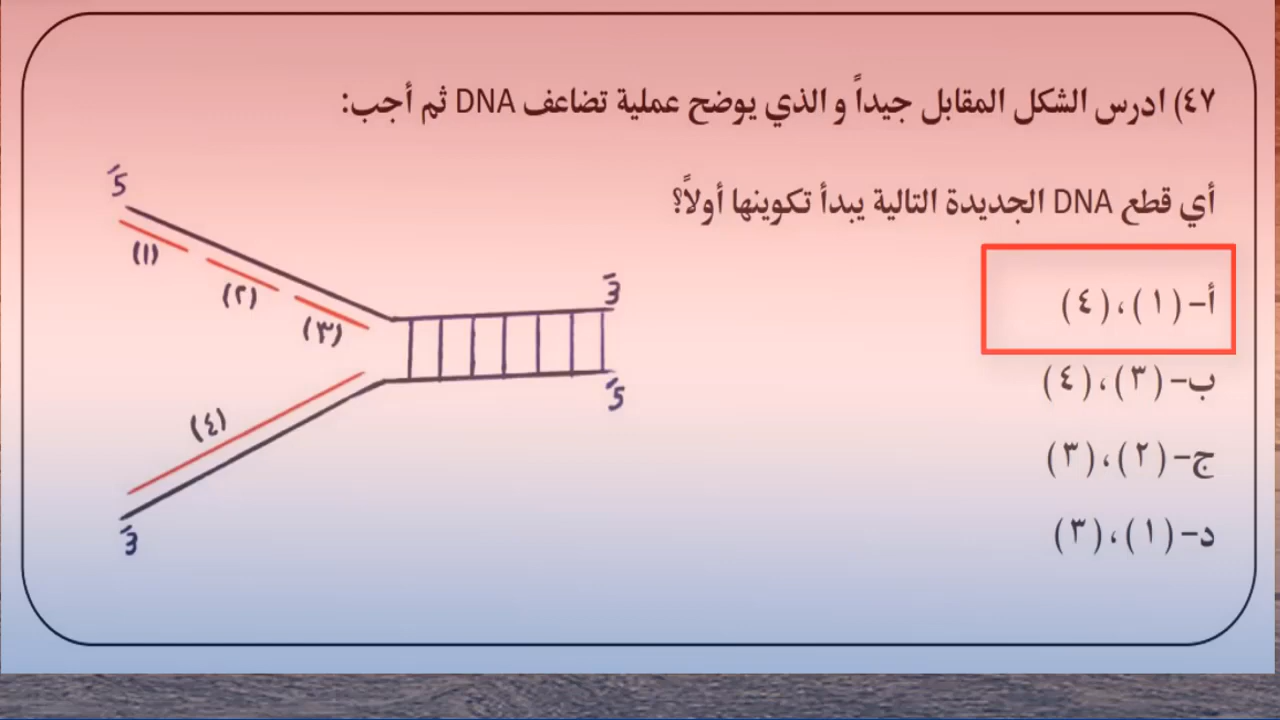 ٤٧) ادرس الشكل المقابل جيداً و الذي يوضح عملية تضاعف DNA ثم أجب:
أي قطع DNA الجديدة التالية يبدأ تكوينها أولاً؟
أ- (١)، (٤)
ب- (٣)، (٤)
ج- (٢)، (٣)
د- (١)، (٣)
5́
(١)
(٢)
(٣)
3́
5́
(٤)
3́